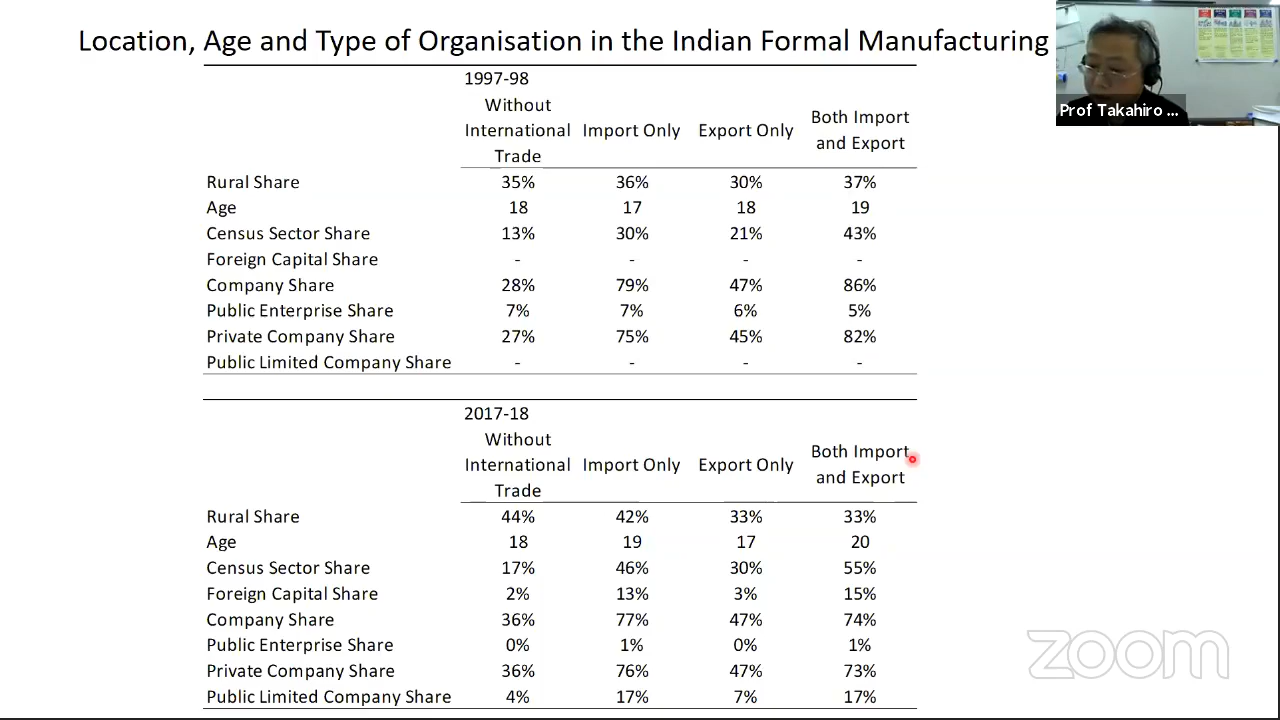 Location, Age and Type of Organisation in the Indian Formal Manufacturing
Prof Takahiro ...
1997-98
Without International Trade Import Only Export Only Both Import and Export
Rural Share 35% 36% 30% 37%
Age 18 17 18 19
Census Sector Share 13% 30% 21% 43%
Foreign Capital Share - - - -
Company Share 28% 79% 47% 86%
Public Enterprise Share 7% 7% 6% 5%
Private Company Share 27% 75% 45% 82%
Public Limited Company Share - - - -
2017-18
Without International Trade Import Only Export Only Both Import and Export
Rural Share 44% 42% 33% 33%
Age 18 19 17 20
Census Sector Share 17% 46% 30% 55%
Foreign Capital Share 2% 13% 3% 15%
Company Share 36% 77% 47% 74%
Public Enterprise Share 0% 1% 0% 1%
Private Company Share 36% 76% 47% 73%
Public Limited Company Share 4% 17% 7% 17%
zoom